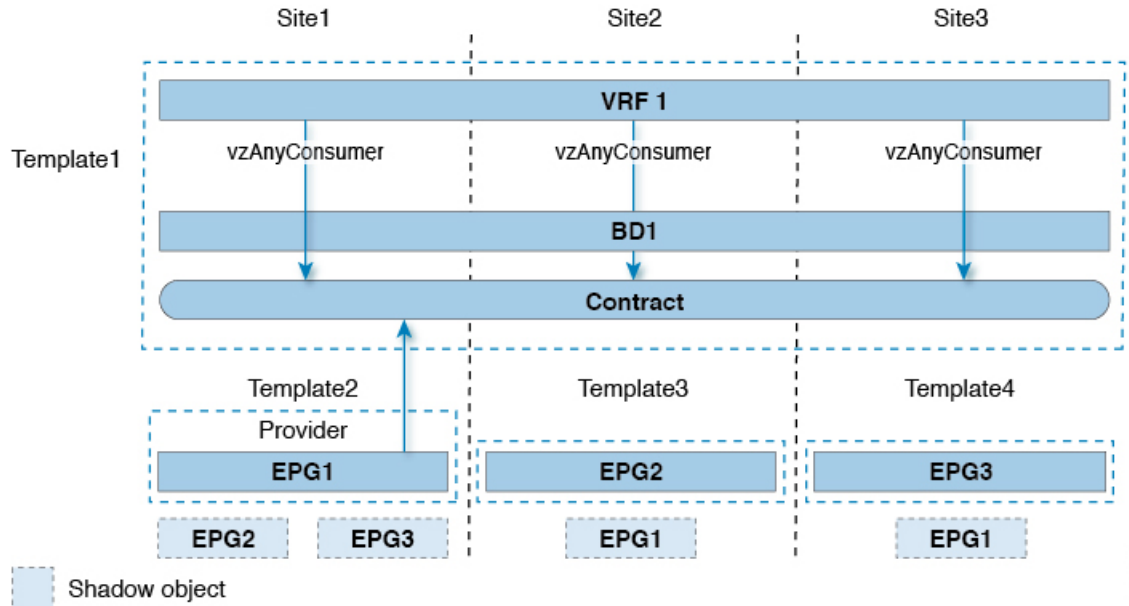 Site1 Site2 Site3
VRF 1
vzAnyConsumer vzAnyConsumer vzAnyConsumer
Template1
BD1
Contract
Template2 Template3 Template4
Provider
EPG1 EPG2 EPG3
EPG2 EPG3 EPG1 EPG1
Shadow object